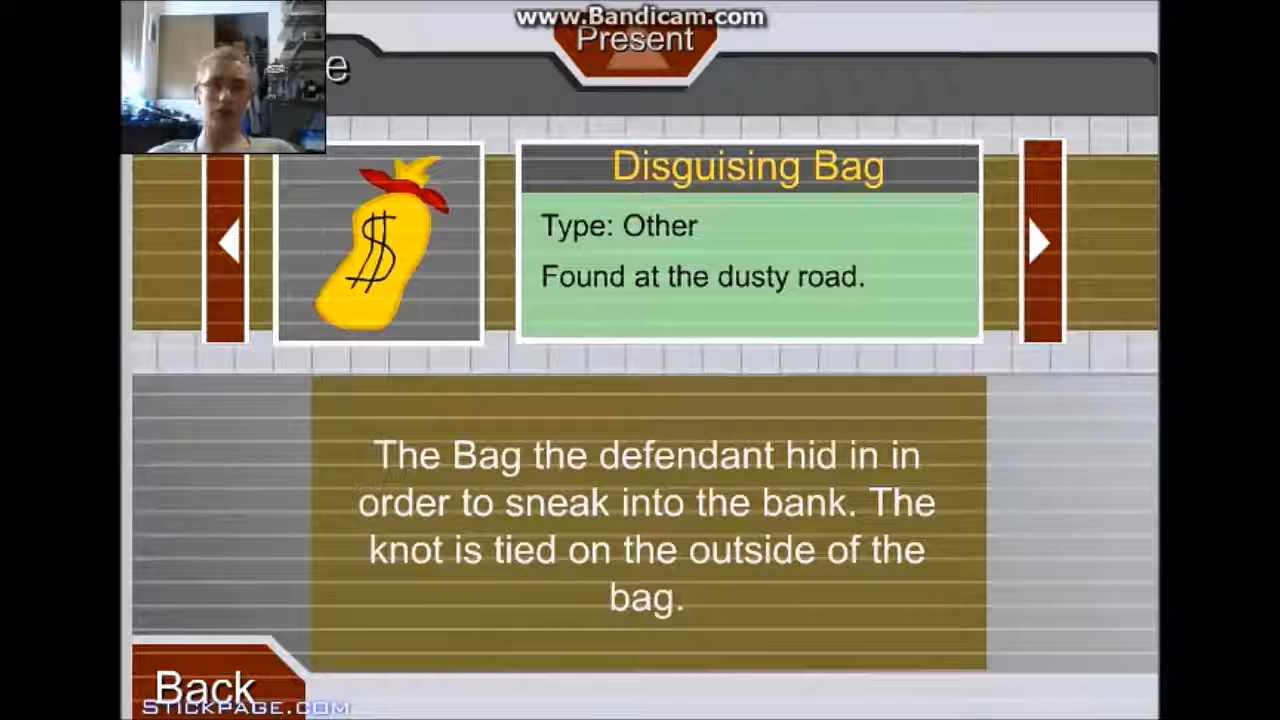 www.Bandicam.com
Present
e
Disguising Bag
Type: Other
Found at the dusty road.
$
The Bag the defendant hid in in
order to sneak into the bank. The
knot is tied on the outside of the
bag.
Back
STICKPAGE.COM